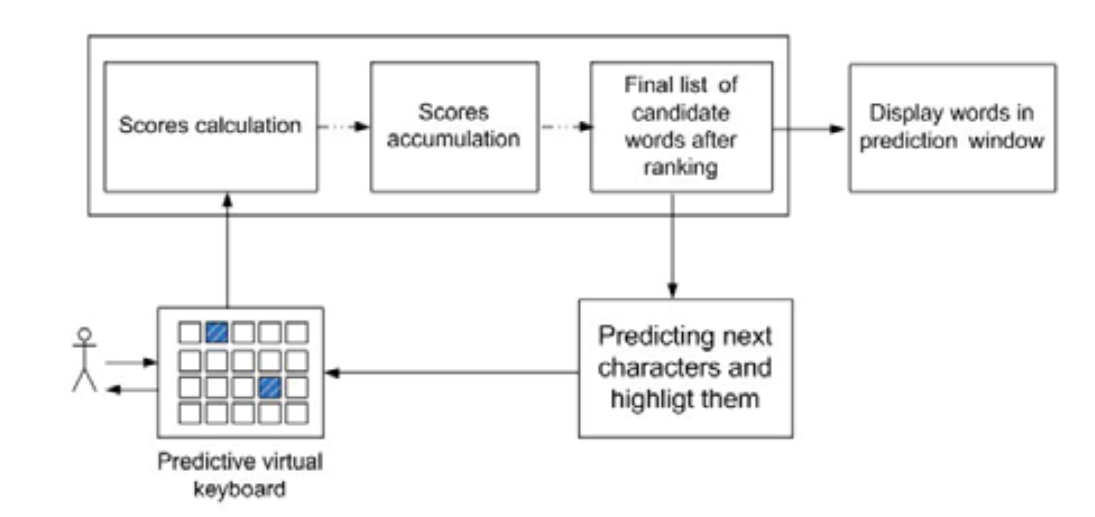 Scores calculation
Scores
accumulation
Final list of
candidate
words after
ranking
Display words in
prediction window
Predicting next
characters and
highligt them
Predictive virtual
keyboard